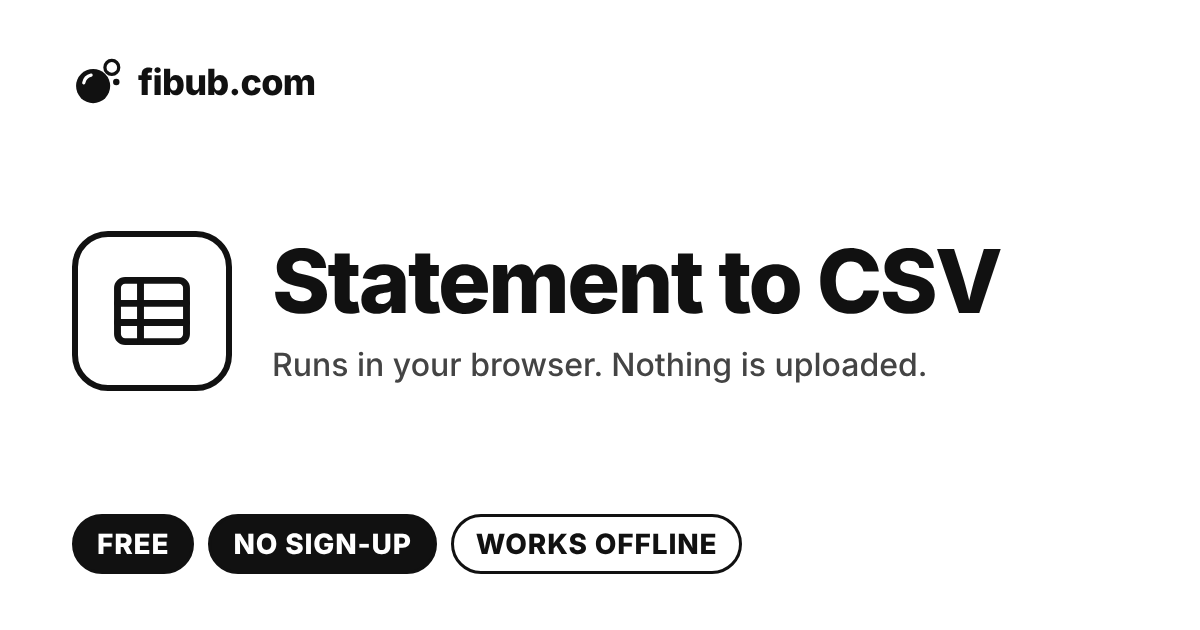 fibub.com
Statement to CSV
Runs in your browser. Nothing is uploaded.
FREE NO SIGN-UP WORKS OFFLINE